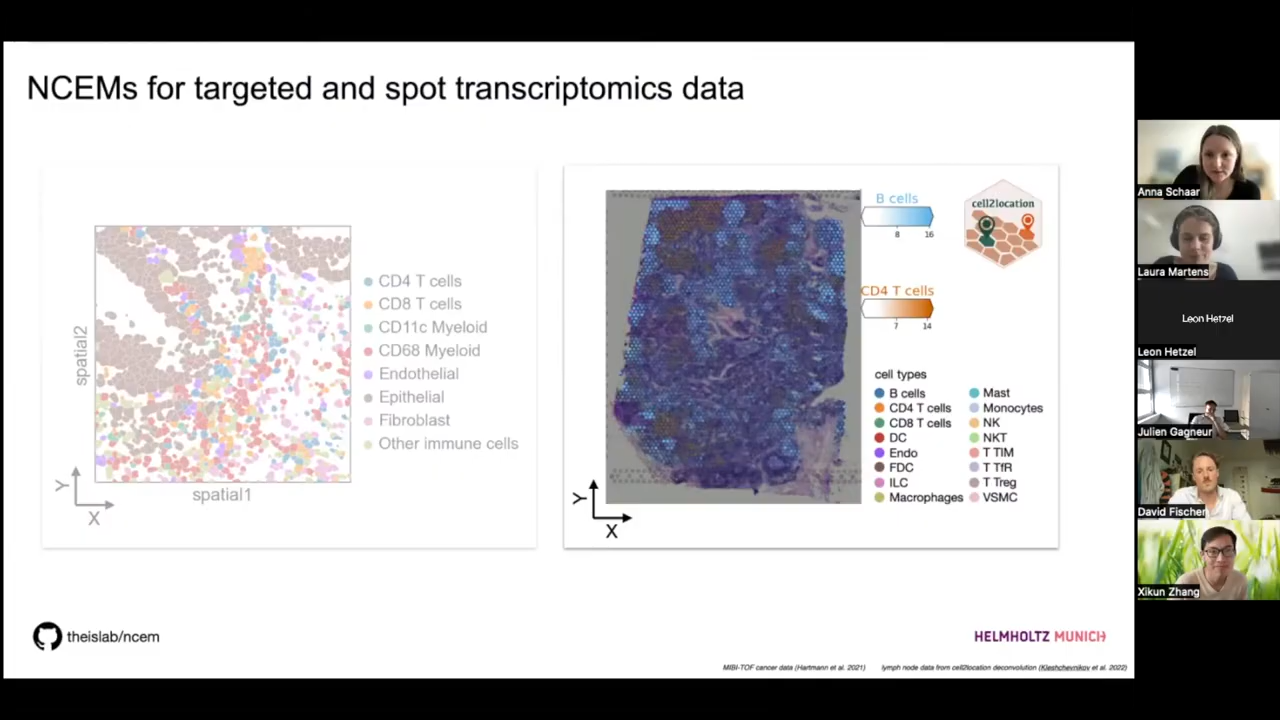 NCEMs for targeted and spot transcriptomics data
spatial2
spatial1
Y
X
CD4 T cells
CD8 T cells
CD11c Myeloid
CD68 Myeloid
Endothelial
Epithelial
Fibroblast
Other immune cells
Y
X
B cells
8 16
CD4 T cells
7 14
cell2location
cell types
B cells
CD4 T cells
CD8 T cells
DC
Endo
FDC
ILC
Macrophages
Mast
Monocytes
NK
NKT
T TIM
T TfR
T Treg
VSMC
theislab/ncem
HELMHOLTZ MUNICH
MIBI-TOF cancer data (Hartmann et al. 2021)
lymph node data from cell2location deconvolution (Kleshchevnikov et al. 2022)
Anna Schaar
Laura Martens
Leon Hetzel
Leon Hetzel
Julien Gagneur
David Fischer
Xikun Zhang